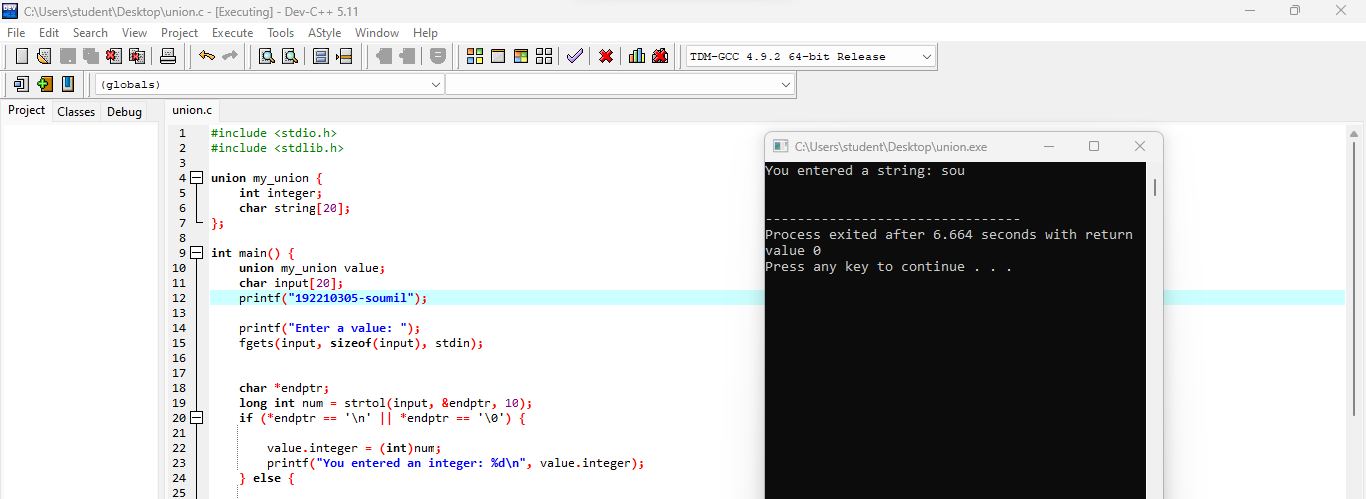 C:\Users\student\Desktop\union.c - [Executing] - Dev-C++ 5.11
File Edit Search View Project Execute Tools AStyle Window Help
TDM-GCC 4.9.2 64-bit Release
(globals)
Project Classes Debug
union.c
1 #include <stdio.h>
2 #include <stdlib.h>
3
4 union my_union {
5 int integer;
6 char string[20];
7 };
8
9 int main() {
10 union my_union value;
11 char input[20];
12 printf("192210305-soumil");
13
14 printf("Enter a value: ");
15 fgets(input, sizeof(input), stdin);
16
17
18 char *endptr;
19 long int num = strtol(input, &endptr, 10);
20 if (*endptr == '\n' || *endptr == '\0') {
21
22 value.integer = (int)num;
23 printf("You entered an integer: %d\n", value.integer);
24 } else {
25
C:\Users\student\Desktop\union.exe
You entered a string: sou
--------------------------------
Process exited after 6.664 seconds with return
value 0
Press any key to continue . . .